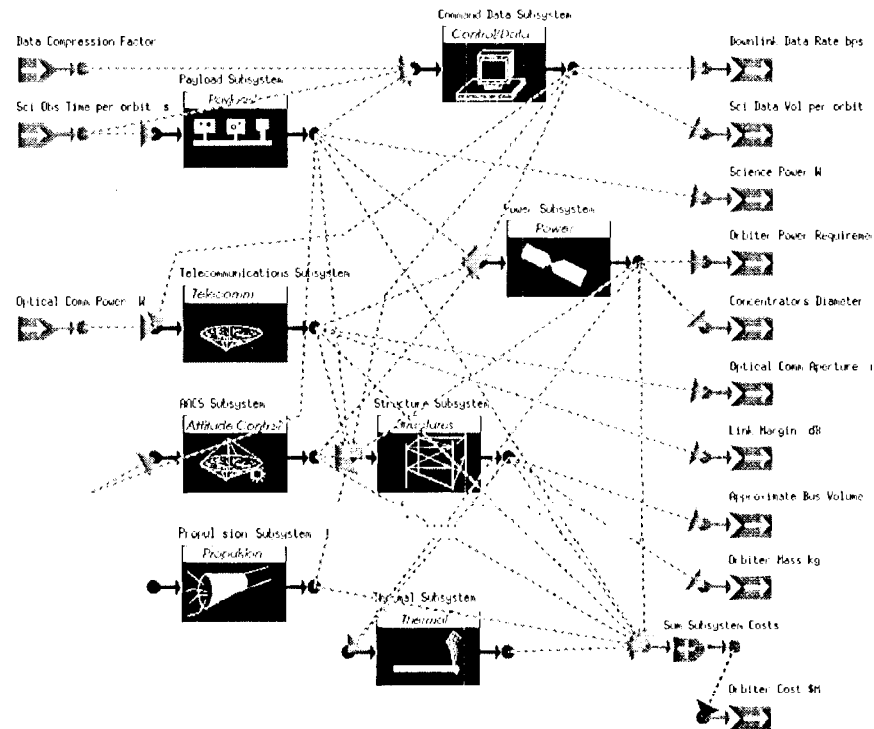 Command Data Subsystem
Control/Data
Data Compression Factor
Downlink Data Rate bps
Payload Subsystem
Payload
Sci Obs Time per orbit s
Sci Data Vol per orbit
Science Power W
Power Subsystem
Power
Orbiter Power Requireme
Telecommunications Subsystem
Telecomm
Optical Comm Power W
Concentrators Diameter
Optical Comm Aperture
AACS Subsystem
Attitude Control
Structure Subsystem
Structures
Link Margin dB
Approximate Bus Volume
Propulsion Subsystem
Propulsion
Orbiter Mass kg
Thermal Subsystem
Thermal
Sum Subsystem Costs
Orbiter Cost $M